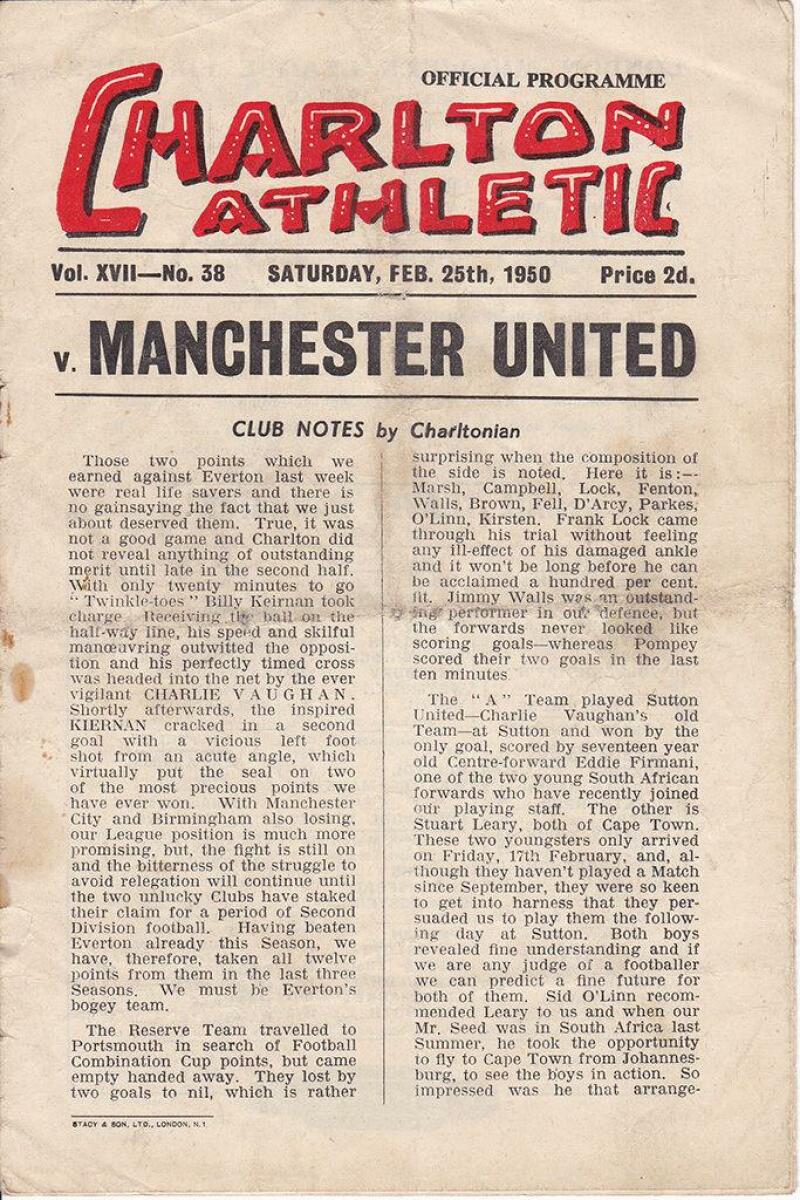 OFFICIAL PROGRAMME
CHARLTON
ATHLETIC
Vol. XVII—No. 38 SATURDAY, FEB. 25th, 1950 Price 2d.
v. MANCHESTER UNITED
CLUB NOTES by Charltonian
Those two points which we
earned against Everton last week
were real life savers and there is
no gainsaying the fact that we just
about deserved them. True, it was
not a good game and Charlton did
not reveal anything of outstanding
merit until late in the second half.
With only twenty minutes to go
“ Twinkle-toes ” Billy Keirnan took
charge Receiving the ball on the
half-way line, his speed and skilful
manœuvring outwitted the opposi-
tion and his perfectly timed cross
was headed into the net by the ever
vigilant CHARLIE VAUGHAN.
Shortly afterwards, the inspired
KIERNAN cracked in a second
goal with a vicious left foot
shot from an acute angle, which
virtually put the seal on two
of the most precious points we
have ever won. With Manchester
City and Birmingham also losing,
our League position is much more
promising, but, the fight is still on
and the bitterness of the struggle to
avoid relegation will continue until
the two unlucky Clubs have staked
their claim for a period of Second
Division football. Having beaten
Everton already this Season, we
have, therefore, taken all twelve
points from them in the last three
Seasons. We must be Everton's
bogey team.
The Reserve Team travelled to
Portsmouth in search of Football
Combination Cup points, but came
empty handed away. They lost by
two goals to nil, which is rather
STACY & SON, LTD., LONDON, N.1
surprising when the composition of
the side is noted. Here it is:—
Marsh, Campbell, Lock, Fenton,
Walls, Brown, Fell, D'Arcy, Parkes,
O'Linn, Kirsten. Frank Lock came
through his trial without feeling
any ill-effect of his damaged ankle
and it won't be long before he can
be acclaimed a hundred per cent.
fit. Jimmy Walls was an outstand-
ing performer in our defence, but
the forwards never looked like
scoring goals—whereas Pompey
scored their two goals in the last
ten minutes
The “A” Team played Sutton
United—Charlie Vaughan's old
Team—at Sutton and won by the
only goal, scored by seventeen year
old Centre-forward Eddie Firmani,
one of the two young South African
forwards who have recently joined
our playing staff. The other is
Stuart Leary, both of Cape Town.
These two youngsters only arrived
on Friday, 17th February, and, al-
though they haven't played a Match
since September, they were so keen
to get into harness that they per-
suaded us to play them the follow-
ing day at Sutton. Both boys
revealed fine understanding and if
we are any judge of a footballer
we can predict a fine future for
both of them. Sid O'Linn recom-
mended Leary to us and when our
Mr. Seed was in South Africa last
Summer, he took the opportunity
to fly to Cape Town from Johannes-
burg, to see the boys in action. So
impressed was he that arrange-